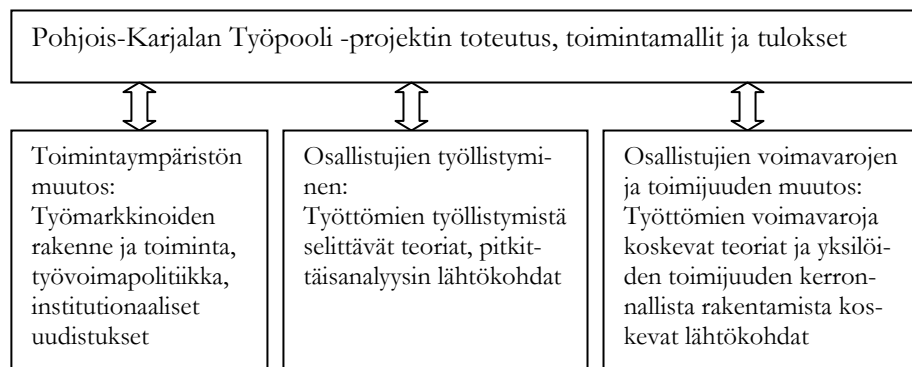 Pohjois-Karjalan Työpooli -projektin toteutus, toimintamallit ja tulokset
Toimintaympäristön
muutos:
Työmarkkinoiden
rakenne ja toiminta,
työvoimapolitiikka,
institutionaaliset
uudistukset
Osallistujien työllistymi-
nen:
Työttömien työllistymistä
selittävät teoriat, pitkit-
täisanalyysin lähtökohdat
Osallistujien voimavarojen
ja toimijuuden muutos:
Työttömien voimavaroja
koskevat teoriat ja yksilöi-
den toimijuuden kerron-
nallista rakentamista kos-
kevat lähtökohdat